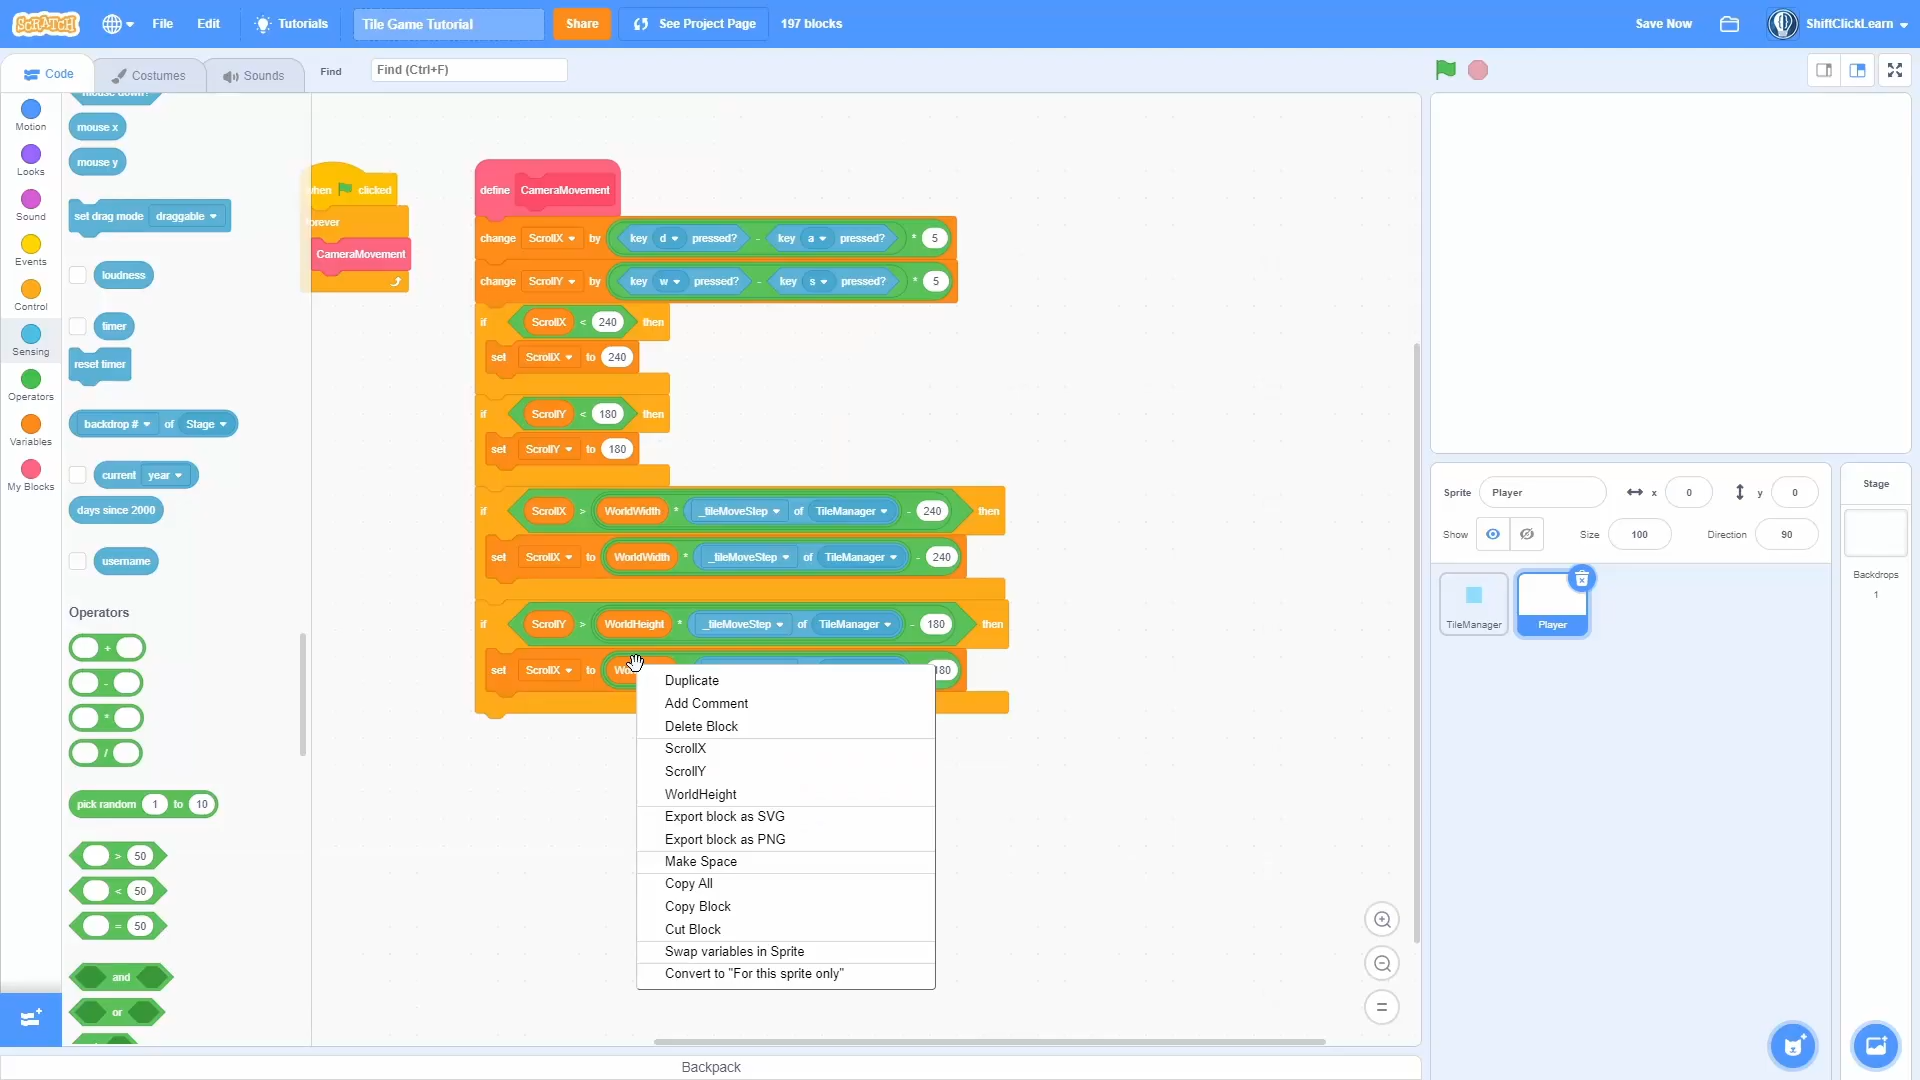 SCRATCH File Edit Tutorials Tile Game Tutorial Share See Project Page 197 blocks Save Now ShiftClickLearn
Code Costumes Sounds Find Find (Ctrl+F)
Motion
Looks
Sound
Events
Control
Sensing
Operators
Variables
My Blocks
mouse down?
mouse x
mouse y
set drag mode draggable
loudness
timer
reset timer
backdrop # of Stage
current year
days since 2000
username
Operators
+
-
*
/
pick random 1 to 10
> 50
< 50
= 50
and
or
when clicked
forever
CameraMovement
define CameraMovement
change ScrollX by key d pressed? - key a pressed? * 5
change ScrollY by key w pressed? - key s pressed? * 5
if ScrollX < 240 then
set ScrollX to 240
if ScrollY < 180 then
set ScrollY to 180
if ScrollX > WorldWidth * _tileMoveStep of TileManager - 240 then
set ScrollX to WorldWidth * _tileMoveStep of TileManager - 240
if ScrollY > WorldHeight * _tileMoveStep of TileManager - 180 then
set ScrollX to 180
Duplicate
Add Comment
Delete Block
ScrollX
ScrollY
WorldHeight
Export block as SVG
Export block as PNG
Make Space
Copy All
Copy Block
Cut Block
Swap variables in Sprite
Convert to "For this sprite only"
Backpack
Sprite Player x 0 y 0
Show Size 100 Direction 90
TileManager
Player
Stage
Backdrops
1